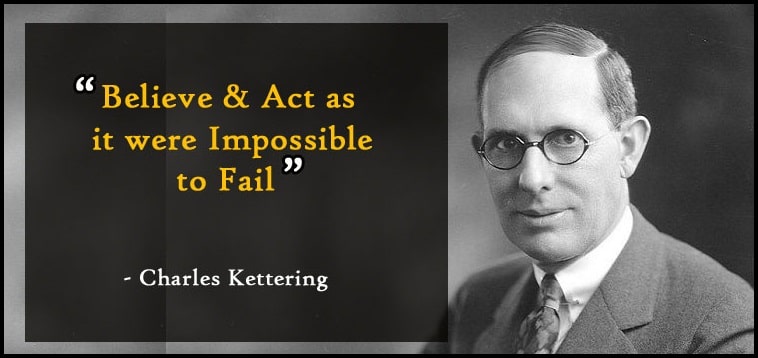 “Believe & Act as
it were Impossible
to Fail”
- Charles Kettering